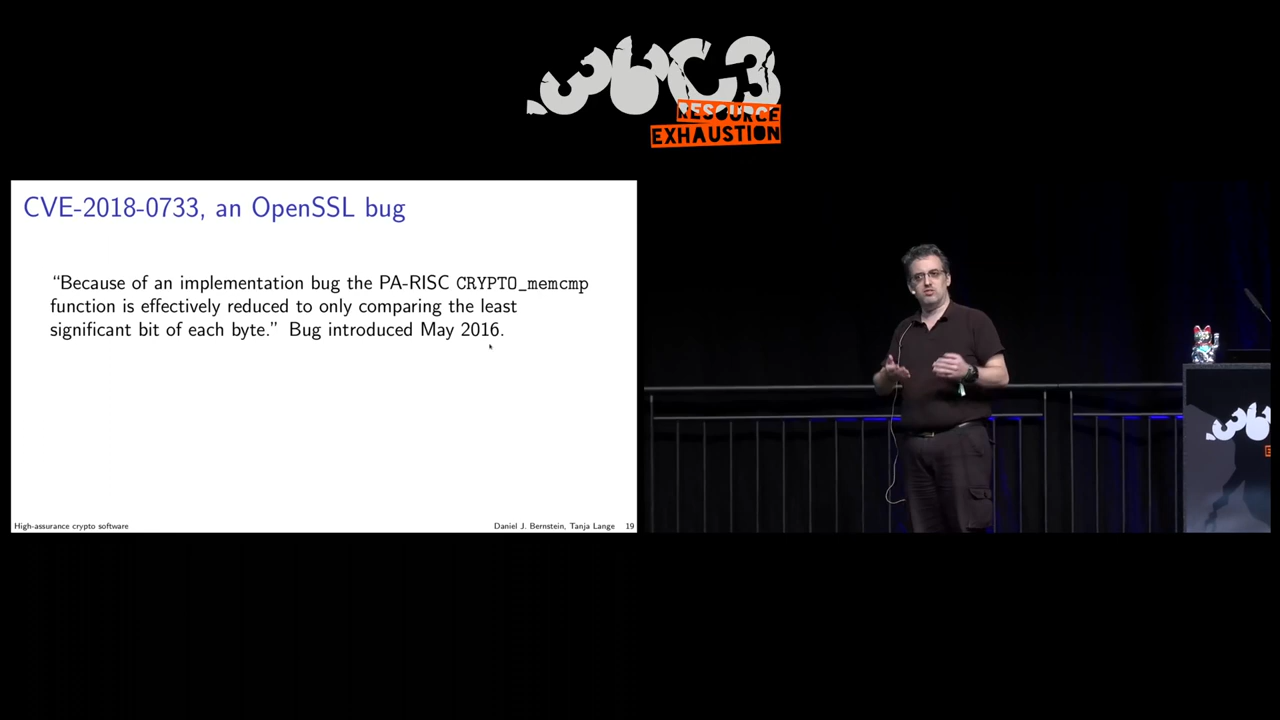 36C3
RESOURCE
EXHAUSTION
CVE-2018-0733, an OpenSSL bug
“Because of an implementation bug the PA-RISC CRYPTO_memcmp
function is effectively reduced to only comparing the least
significant bit of each byte.” Bug introduced May 2016.
High-assurance crypto software
Daniel J. Bernstein, Tanja Lange 19